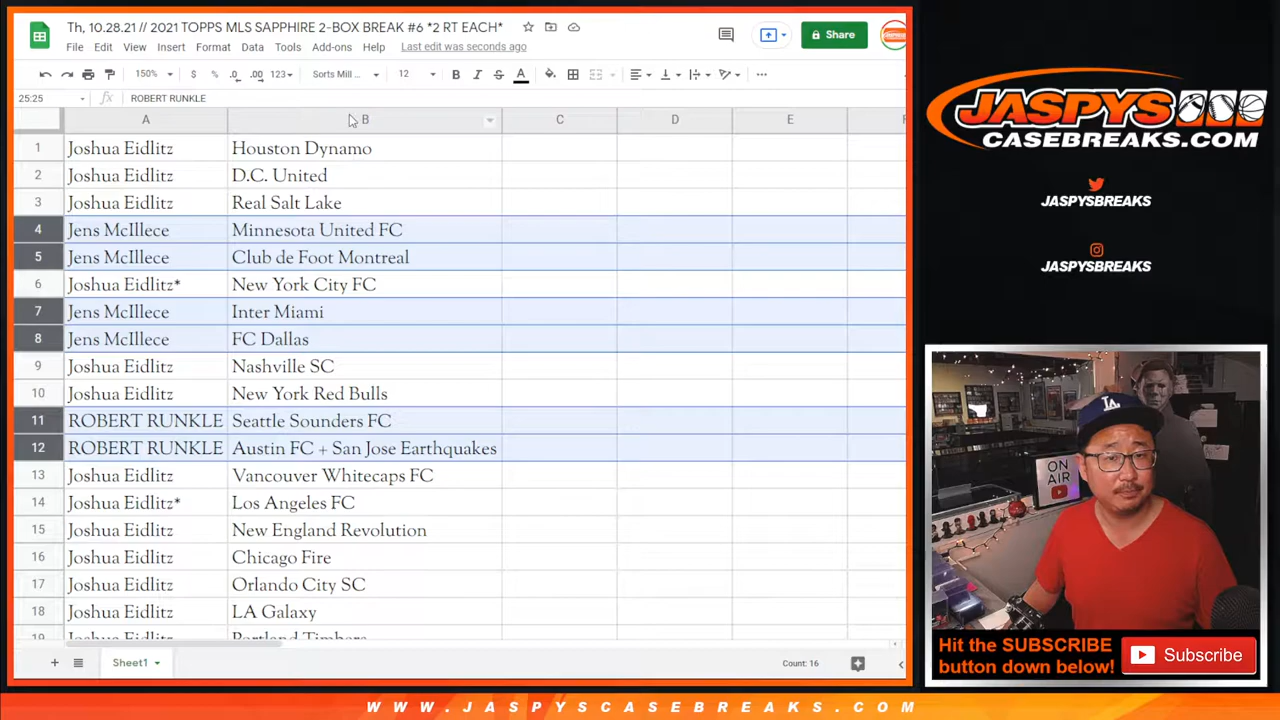 Th, 10.28.21 // 2021 TOPPS MLS SAPPHIRE 2-BOX BREAK #6 *2 RT EACH*
File Edit View Insert Format Data Tools Add-ons Help Last edit was seconds ago
Share
150% $ % .0 .00 123 Sorts Mill ... 12 B I S A
25:25 fx ROBERT RUNKLE
A B C D E
1 Joshua Eidlitz Houston Dynamo
2 Joshua Eidlitz D.C. United
3 Joshua Eidlitz Real Salt Lake
4 Jens McIllece Minnesota United FC
5 Jens McIllece Club de Foot Montreal
6 Joshua Eidlitz* New York City FC
7 Jens McIllece Inter Miami
8 Jens McIllece FC Dallas
9 Joshua Eidlitz Nashville SC
10 Joshua Eidlitz New York Red Bulls
11 ROBERT RUNKLE Seattle Sounders FC
12 ROBERT RUNKLE Austin FC + San Jose Earthquakes
13 Joshua Eidlitz Vancouver Whitecaps FC
14 Joshua Eidlitz* Los Angeles FC
15 Joshua Eidlitz New England Revolution
16 Joshua Eidlitz Chicago Fire
17 Joshua Eidlitz Orlando City SC
18 Joshua Eidlitz LA Galaxy
19 Joshua Eidlitz Portland Timbers
Sheet1 Count: 16
JASPYS
CASEBREAKS.COM
JASPYSBREAKS
JASPYSBREAKS
LA
ON
AIR
Hit the SUBSCRIBE
button down below!
Subscribe
WWW.JASPYSCASEBREAKS.COM